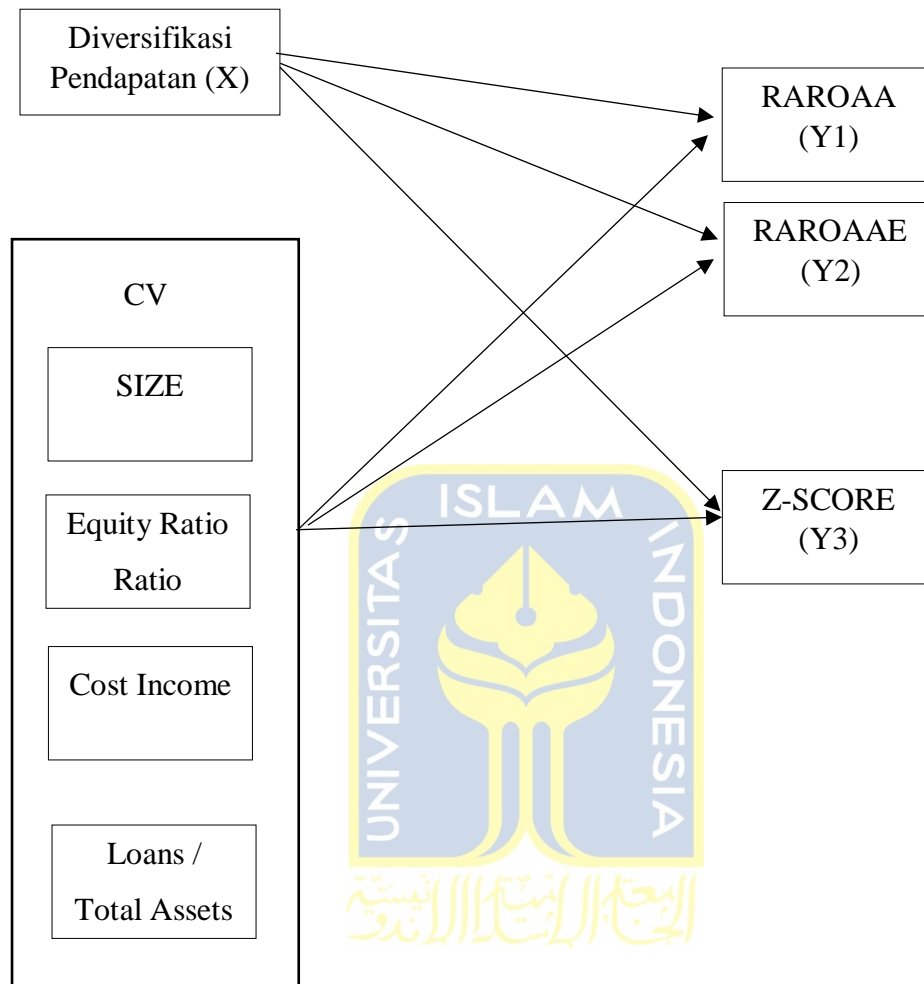 Diversifikasi
Pendapatan (X)
RAROAA
(Y1)
RAROAAE
(Y2)
CV
SIZE
Equity Ratio
Ratio
Cost Income
Loans /
Total Assets
Z-SCORE
(Y3)
UNIVERSITAS
ISLAM
INDONESIA